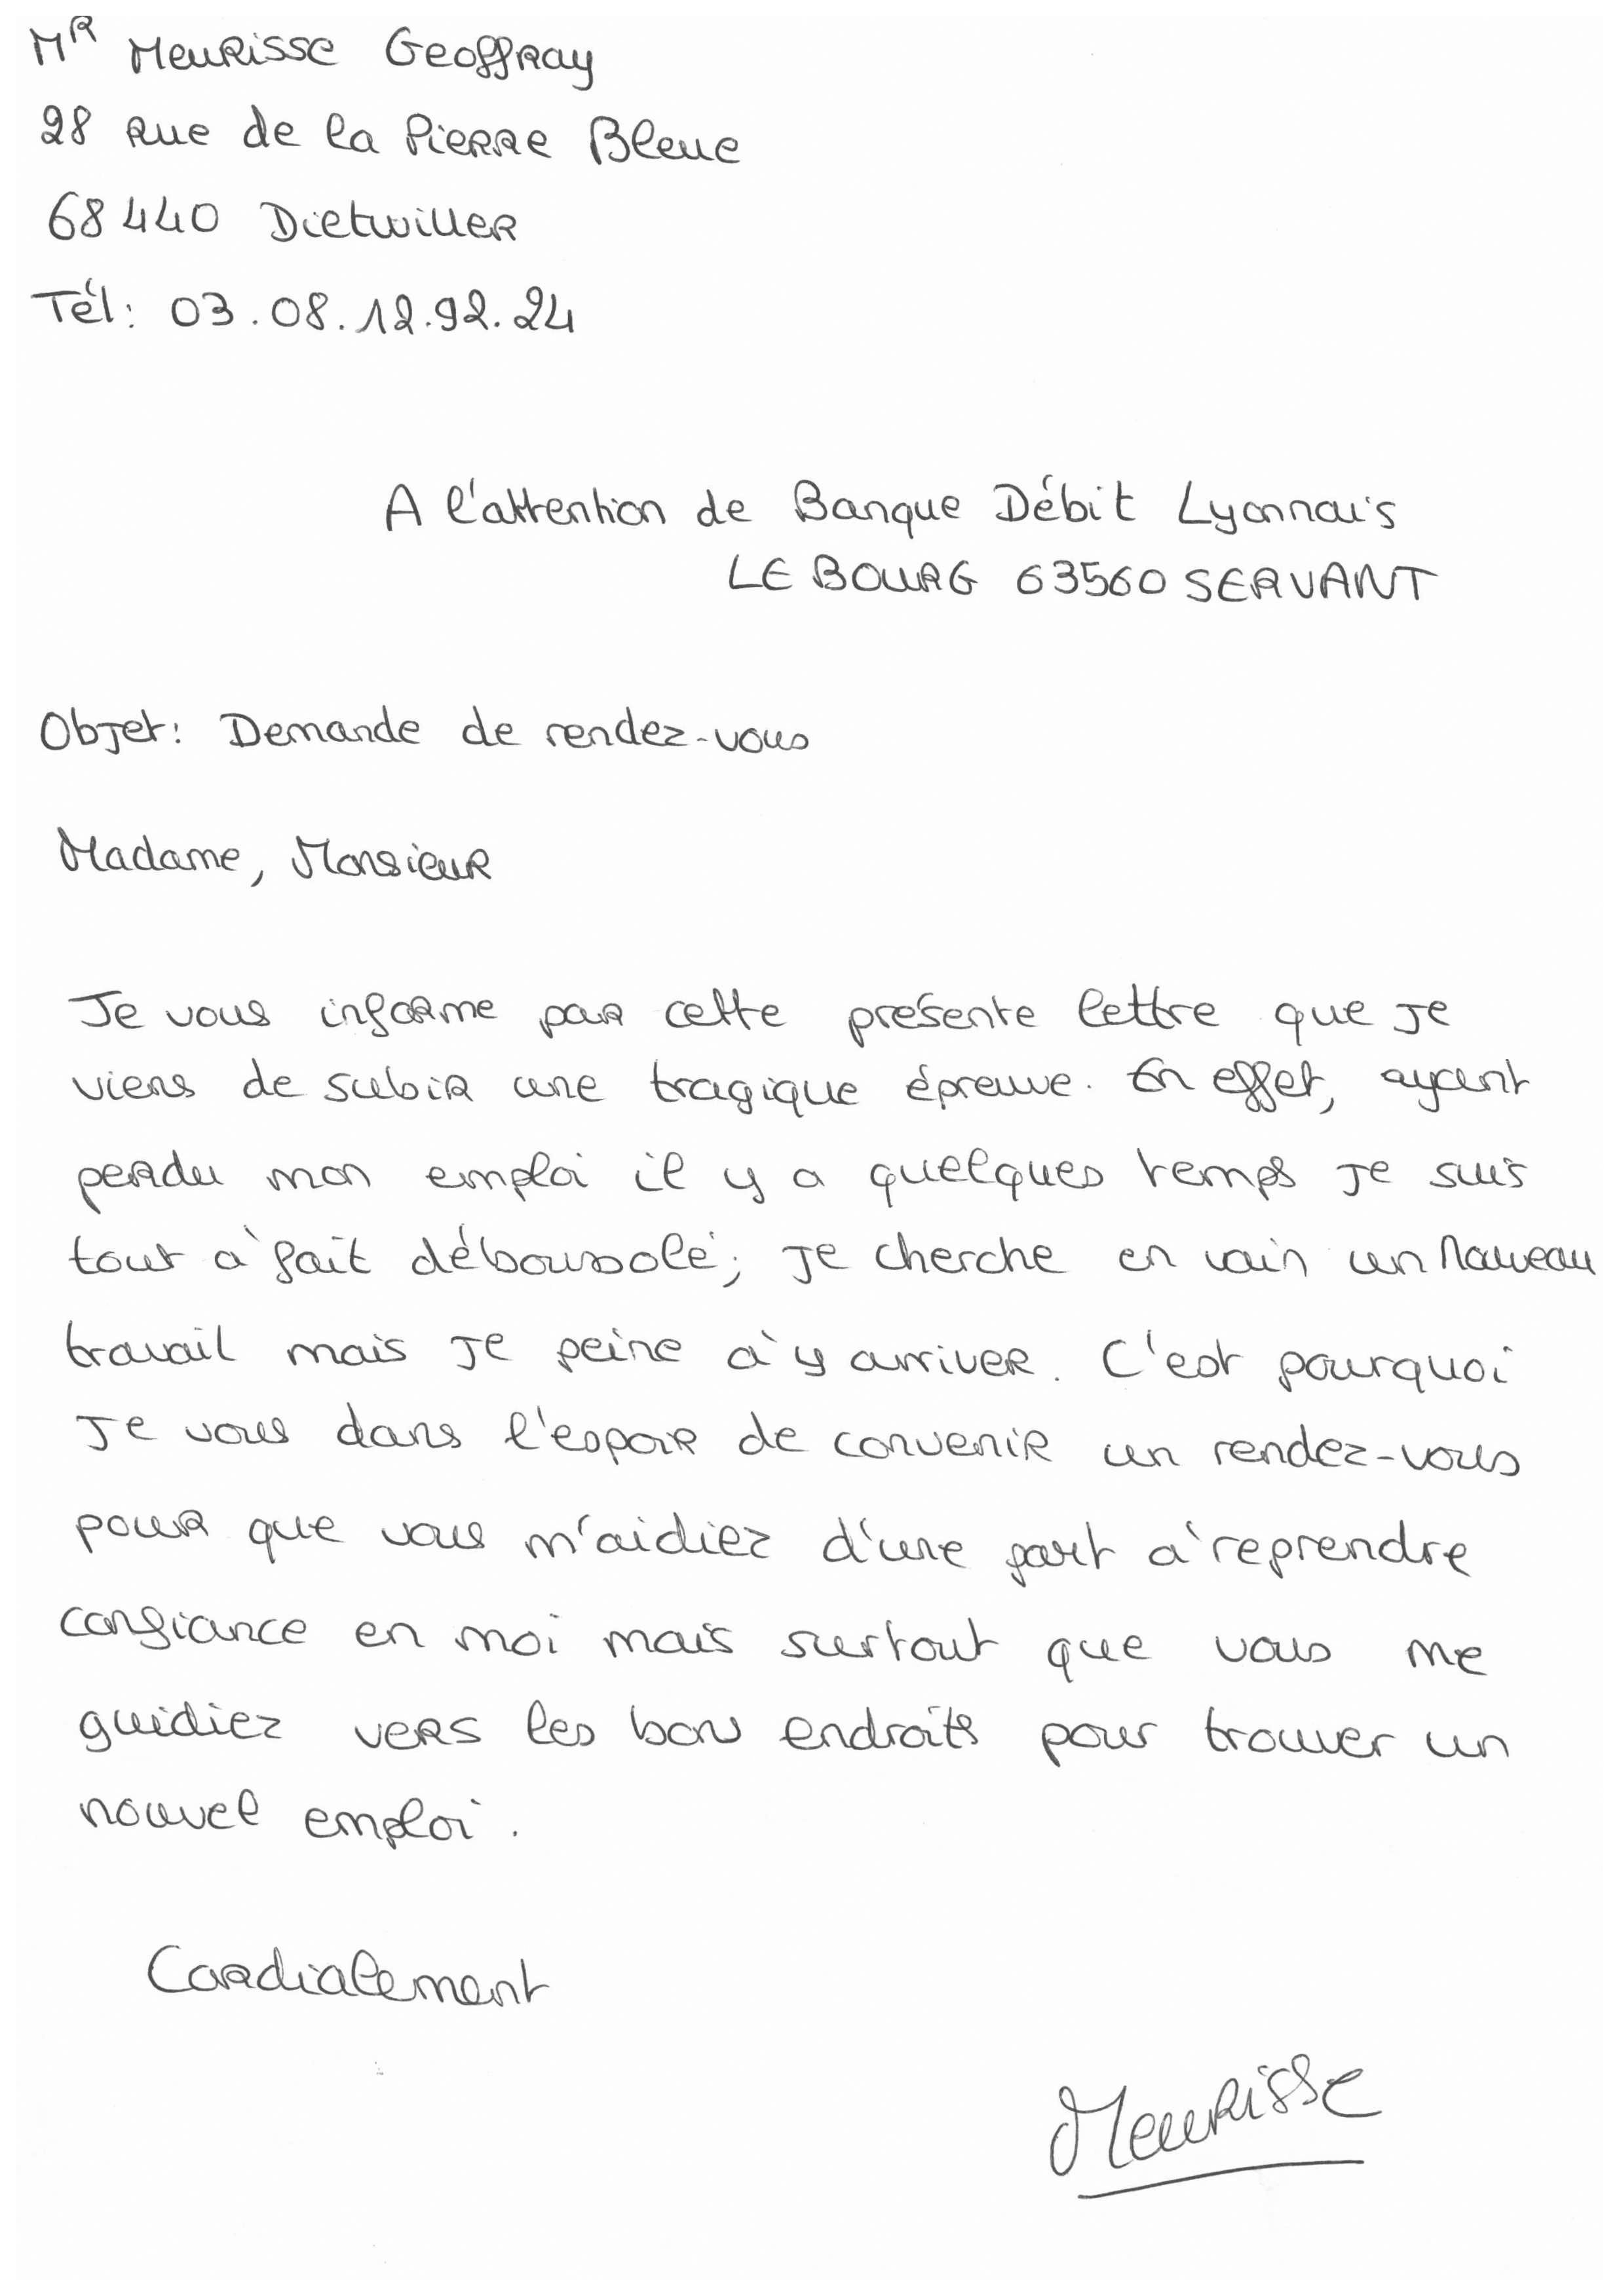 MR Meurisse Geoffray
28 rue de la Pierre Bleue
68440 Dietwiller
Tél: 03.08.12.92.24
A l'attention de Banque Débit Lyonnais
LE BOURG 63560 SERVANT
Objet: Demande de rendez-vous
Madame, Monsieur
Je vous informe par cette présente lettre que je
viens de subir une tragique épreuve. En effet, ayant
perdu mon emploi il y a quelques temps je suis
tout à fait déboussolé; je cherche en vain un nouveau
travail mais je peine à y arriver. C'est pourquoi
je vous dans l'espoir de convenir un rendez-vous
pour que vous m'aidiez d'une part à reprendre
confiance en moi mais surtout que vous me
guidiez vers les bons endroits pour trouver un
nouvel emploi.
Cordialement
Meurisse